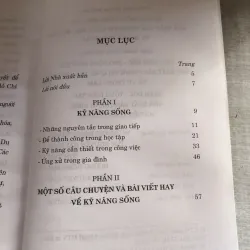 MỤC LỤC
Trang
Lời Nhà xuất bản 5
Lời nói đầu 7
PHẦN I
KỸ NĂNG SỐNG 9
- Những nguyên tắc trong giao tiếp 11
- Để thành công trong học tập 21
- Kỹ năng cần thiết trong công việc 33
- Ứng xử trong gia đình 46
PHẦN II
MỘT SỐ CÂU CHUYỆN VÀ BÀI VIẾT HAY
VỀ KỸ NĂNG SỐNG 57